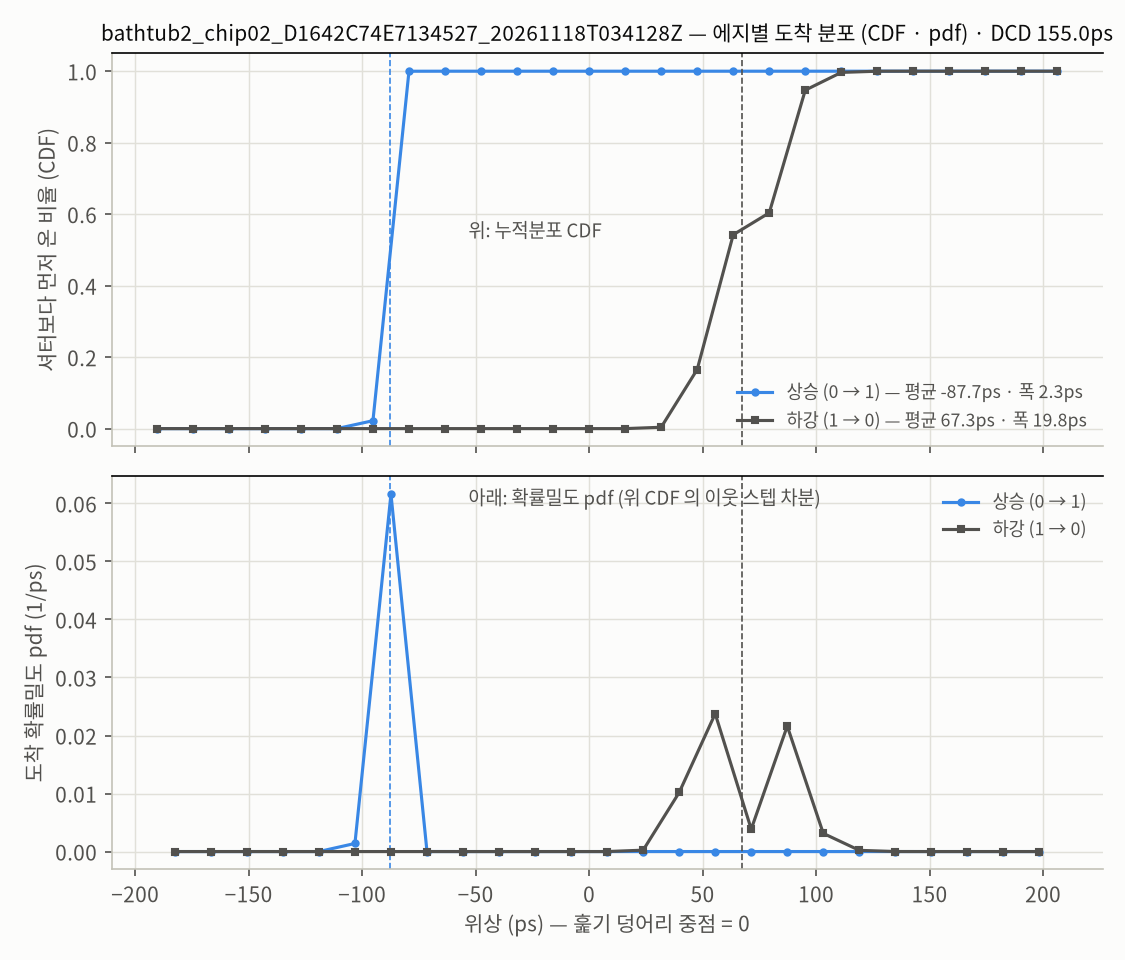 bathtub2_chip02_D1642C74E7134527_20261118T034128Z — 에지별 도착 분포 (CDF · pdf) · DCD 155.0ps
셔터보다 먼저 온 비율 (CDF)
1.0
0.8
0.6
0.4
0.2
0.0
위: 누적분포 CDF
상승 (0 → 1) — 평균 -87.7ps · 폭 2.3ps
하강 (1 → 0) — 평균 67.3ps · 폭 19.8ps
도착 확률밀도 pdf (1/ps)
0.06
0.05
0.04
0.03
0.02
0.01
0.00
아래: 확률밀도 pdf (위 CDF 의 이웃 스텝 차분)
상승 (0 → 1)
하강 (1 → 0)
−200 −150 −100 −50 0 50 100 150 200
위상 (ps) — 훑기 덩어리 중점 = 0